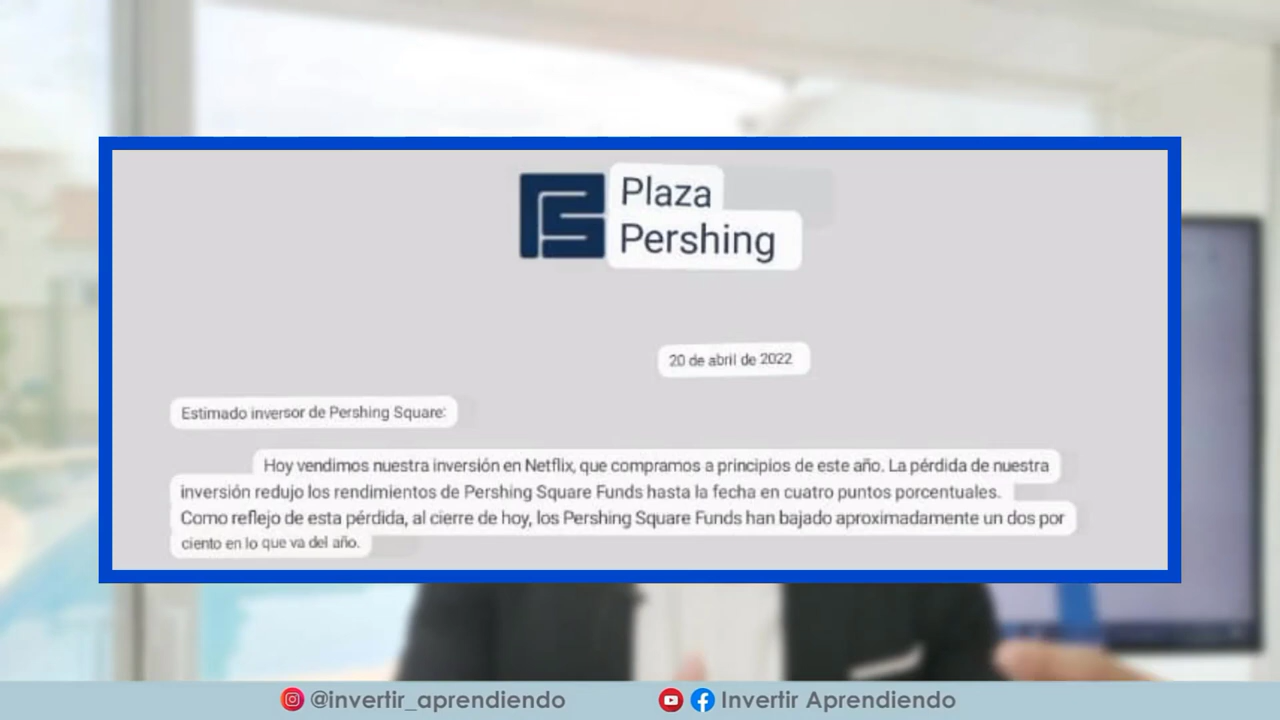 Plaza
Pershing
20 de abril de 2022
Estimado inversor de Pershing Square:
Hoy vendimos nuestra inversión en Netflix, que compramos a principios de este año. La pérdida de nuestra
inversión redujo los rendimientos de Pershing Square Funds hasta la fecha en cuatro puntos porcentuales.
Como reflejo de esta pérdida, al cierre de hoy, los Pershing Square Funds han bajado aproximadamente un dos por
ciento en lo que va del año.
@invertir_aprendiendo
Invertir Aprendiendo